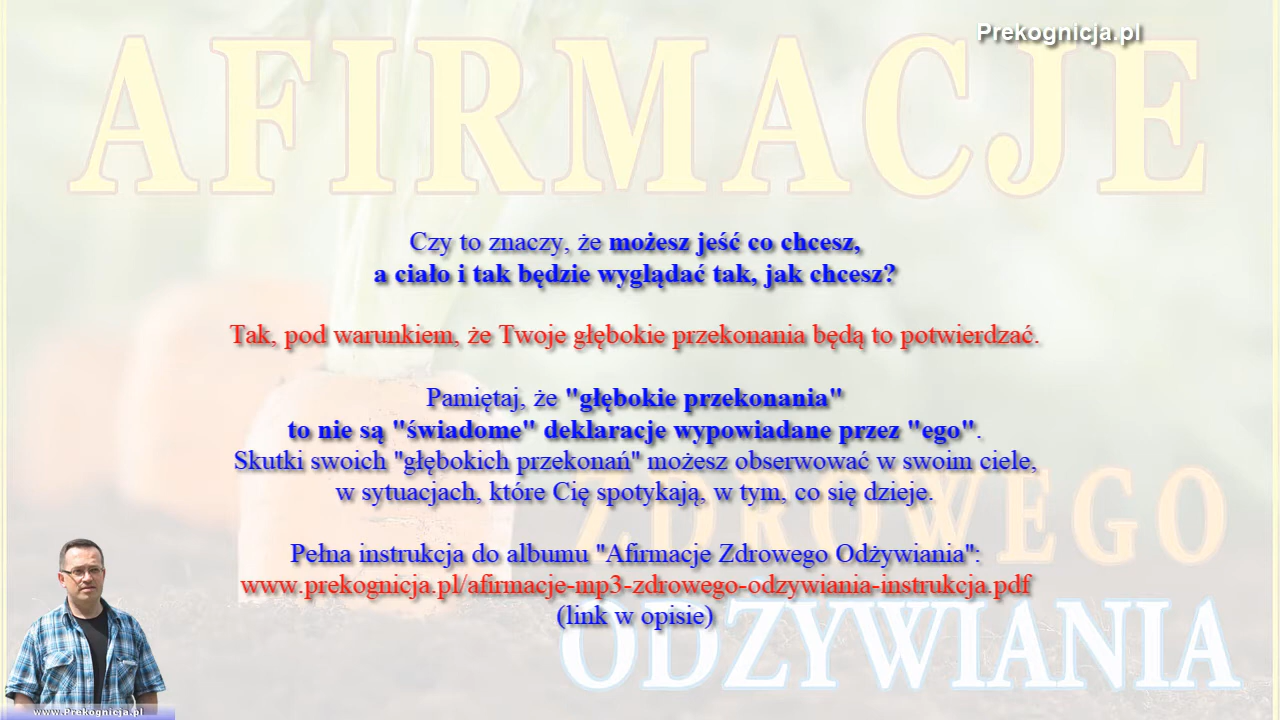 Prekognicja.pl
AFIRMACJE
Czy to znaczy, że możesz jeść co chcesz,
a ciało i tak będzie wyglądać tak, jak chcesz?
Tak, pod warunkiem, że Twoje głębokie przekonania będą to potwierdzać.
Pamiętaj, że "głębokie przekonania"
to nie są "świadome" deklaracje wypowiadane przez "ego".
Skutki swoich "głębokich przekonań" możesz obserwować w swoim ciele,
w sytuacjach, które Cię spotykają, w tym, co się dzieje.
ZDROWEGO
Pełna instrukcja do albumu "Afirmacje Zdrowego Odżywiania":
www.prekognicja.pl/afirmacje-mp3-zdrowego-odzywiania-instrukcja.pdf
(link w opisie)
ODŻYWIANIA
www.Prekognicja.pl